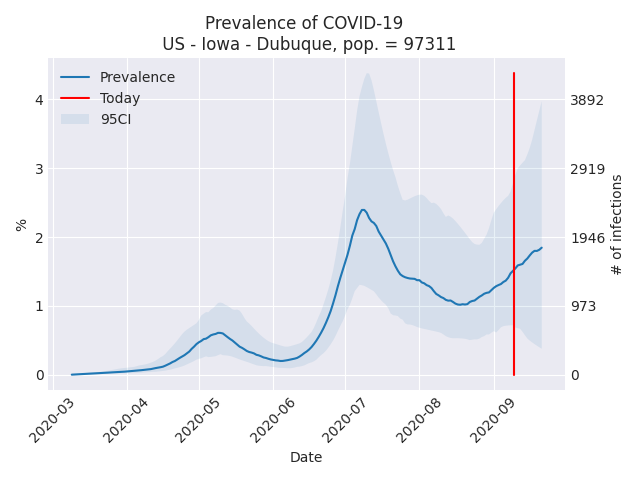 Prevalence of COVID-19
US - Iowa - Dubuque, pop. = 97311
Prevalence
Today
95CI
4
3
2
1
0
%
3892
2919
1946
973
0
# of infections
2020-03
2020-04
2020-05
2020-06
2020-07
2020-08
2020-09
Date